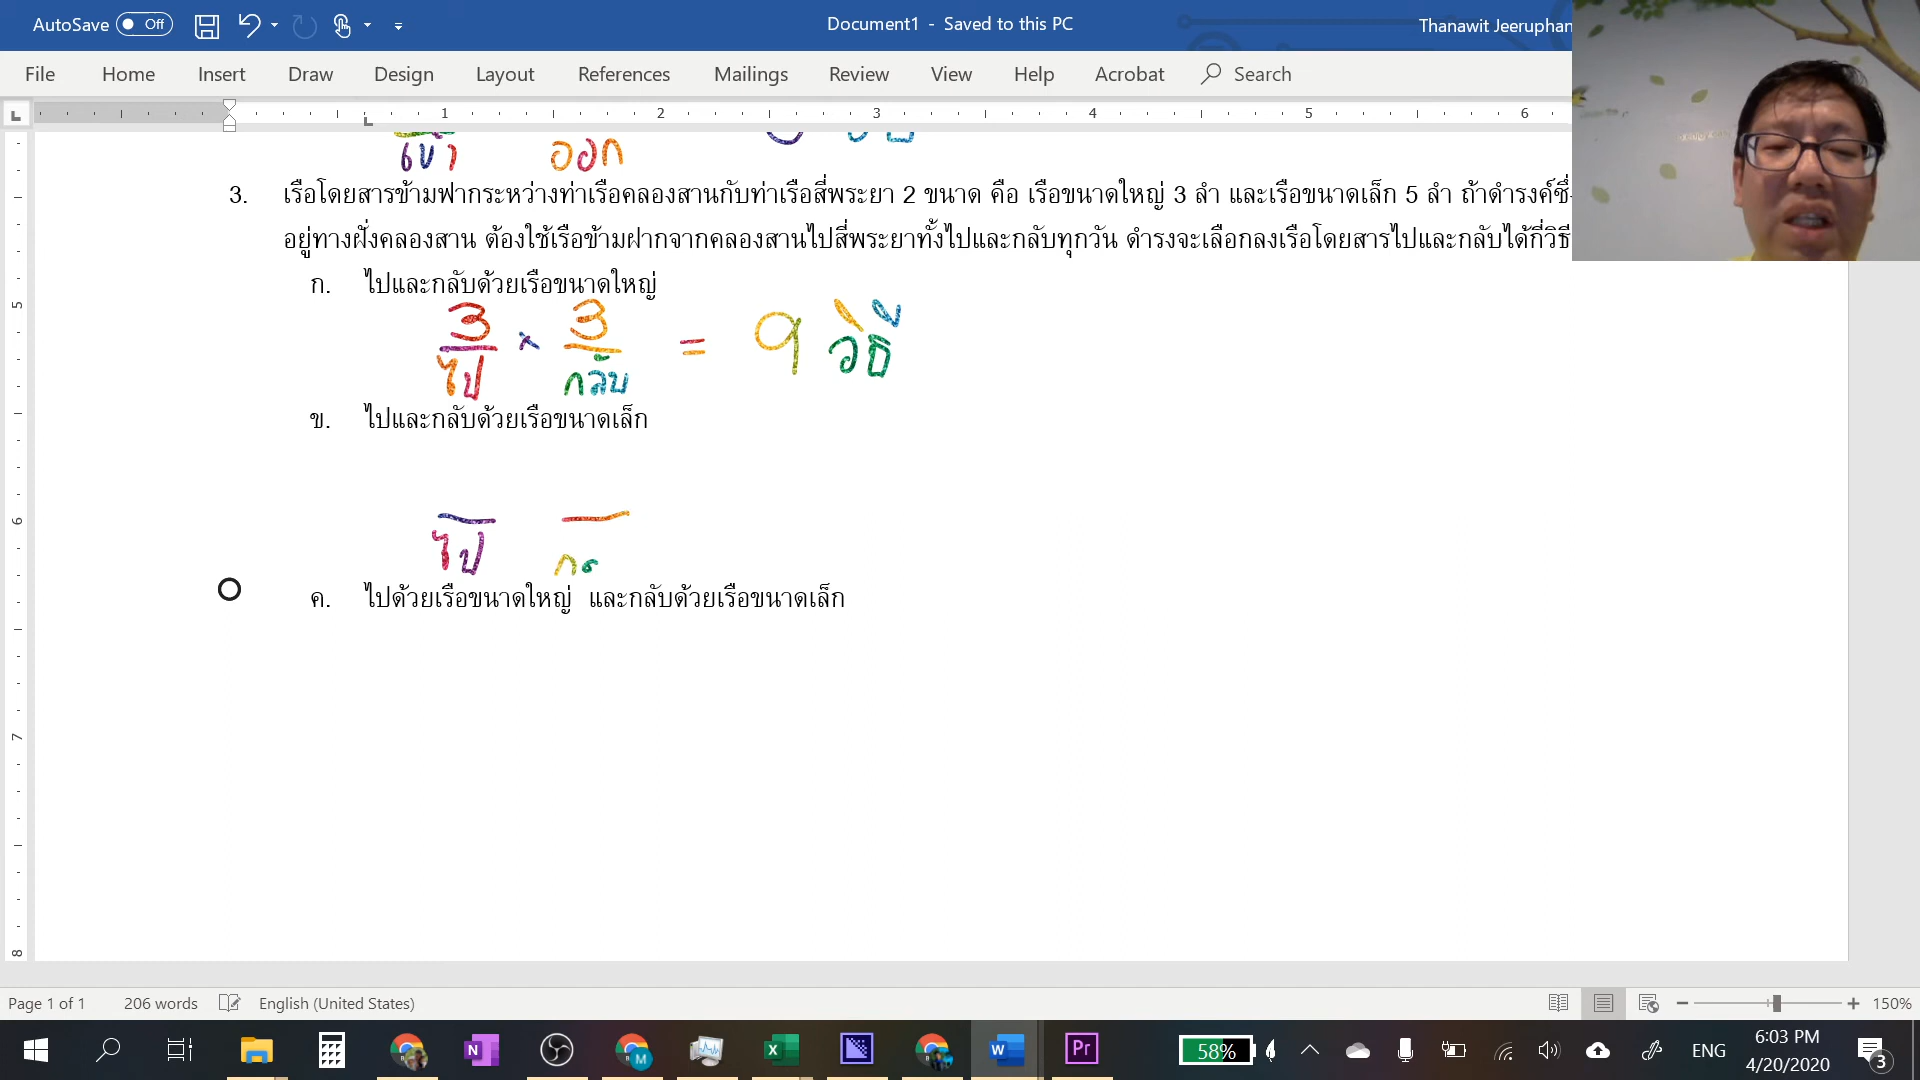 AutoSave Off Document1 - Saved to this PC Thanawit Jeeruphan
File Home Insert Draw Design Layout References Mailings Review View Help Acrobat Search
1 2 3 4 5 6
เข้า ออก
3. เรือโดยสารข้ามฟากระหว่างท่าเรือคลองสานกับท่าเรือสี่พระยา 2 ขนาด คือ เรือขนาดใหญ่ 3 ลำ และเรือขนาดเล็ก 5 ลำ ถ้าดำรงค์ซึ่ง
อยู่ทางฝั่งคลองสาน ต้องใช้เรือข้ามฝากจากคลองสานไปสี่พระยาทั้งไปและกลับทุกวัน ดำรงจะเลือกลงเรือโดยสารไปและกลับได้กี่วิธี
ก. ไปและกลับด้วยเรือขนาดใหญ่
3 × 3 = 9 วิธี
ไป กลับ
ข. ไปและกลับด้วยเรือขนาดเล็ก
ไป
ค. ไปด้วยเรือขนาดใหญ่ และกลับด้วยเรือขนาดเล็ก
5
6
7
8
Page 1 of 1 206 words English (United States) 150%
58% ENG 6:03 PM
4/20/2020 3